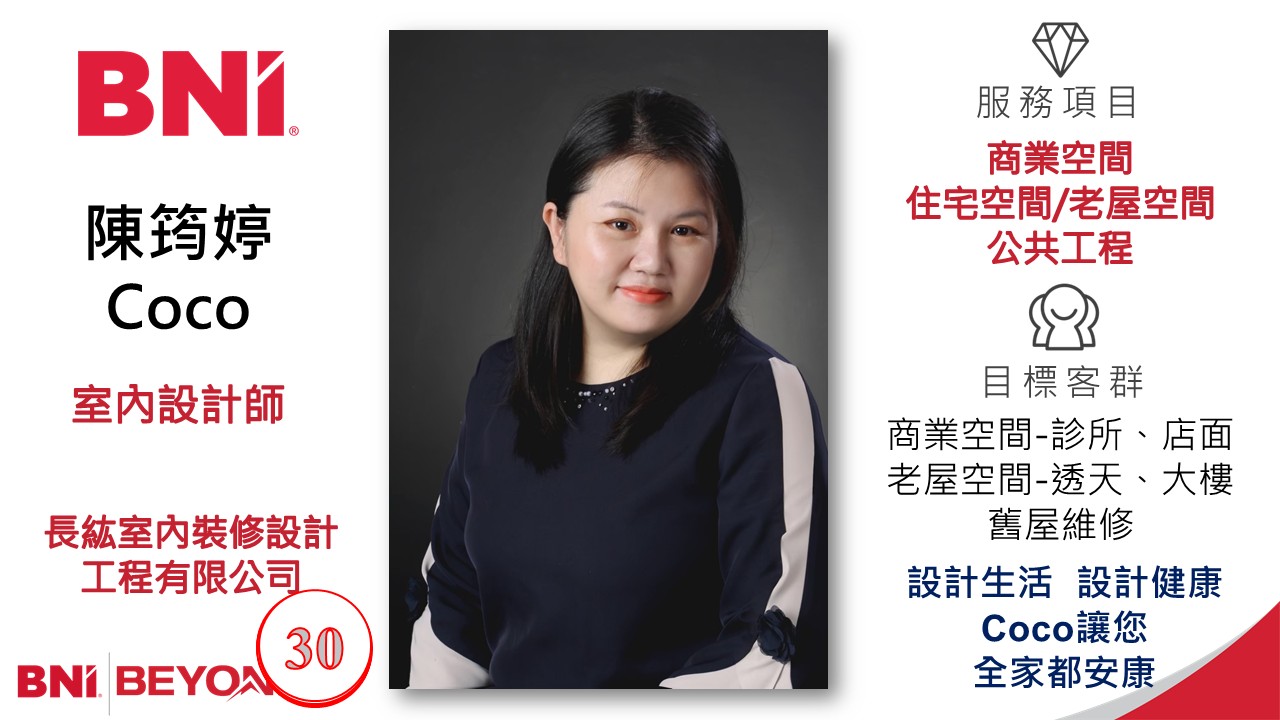 BNI®
陳筠婷
Coco
室內設計師
長紘室內裝修設計
工程有限公司
30
BNI® BEYON
服務項目
商業空間
住宅空間/老屋空間
公共工程
目標客群
商業空間-診所、店面
老屋空間-透天、大樓
舊屋維修
設計生活 設計健康
Coco讓您
全家都安康